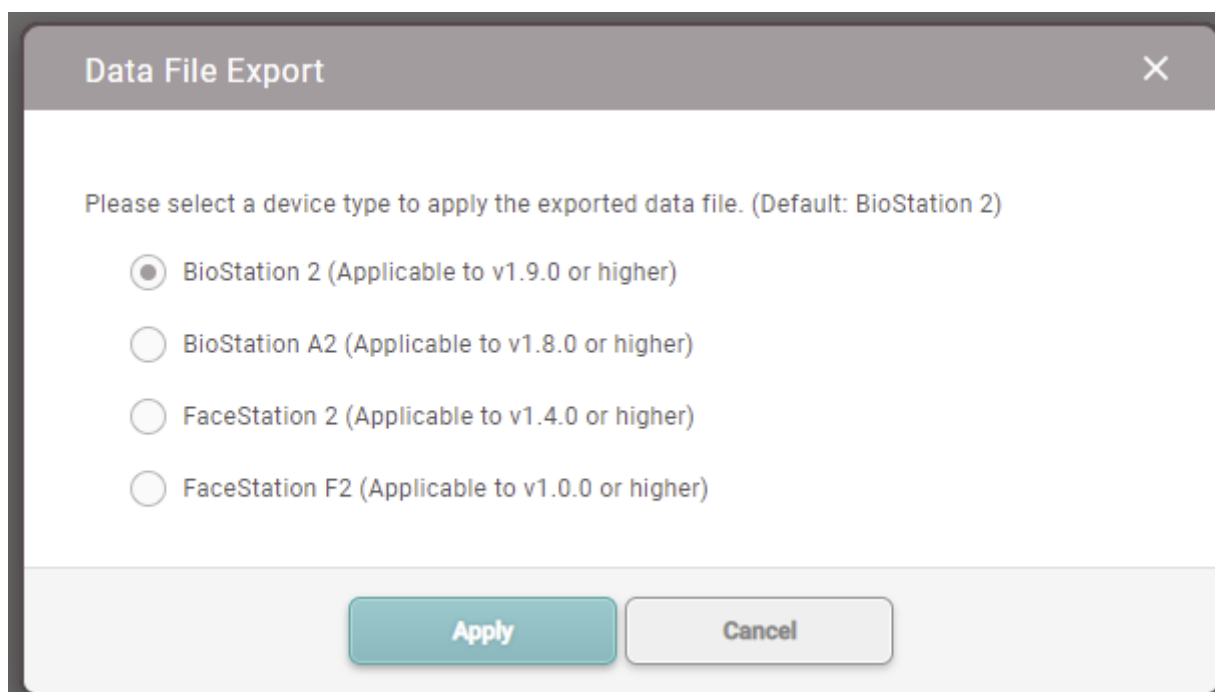 Data File Export
Please select a device type to apply the exported data file. (Default: BioStation 2)
BioStation 2 (Applicable to v1.9.0 or higher)
BioStation A2 (Applicable to v1.8.0 or higher)
FaceStation 2 (Applicable to v1.4.0 or higher)
FaceStation F2 (Applicable to v1.0.0 or higher)
Apply
Cancel